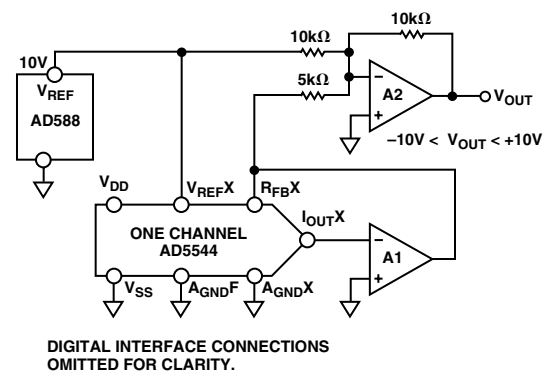 10kΩ
10kΩ
10V
VREF
AD588
5kΩ
–
A2
+
VOUT
–10V < VOUT < +10V
VDD
VREFX
RFBX
ONE CHANNEL
AD5544
IOUTX
–
A1
+
VSS
AGNDF
AGNDX
DIGITAL INTERFACE CONNECTIONS
OMITTED FOR CLARITY.